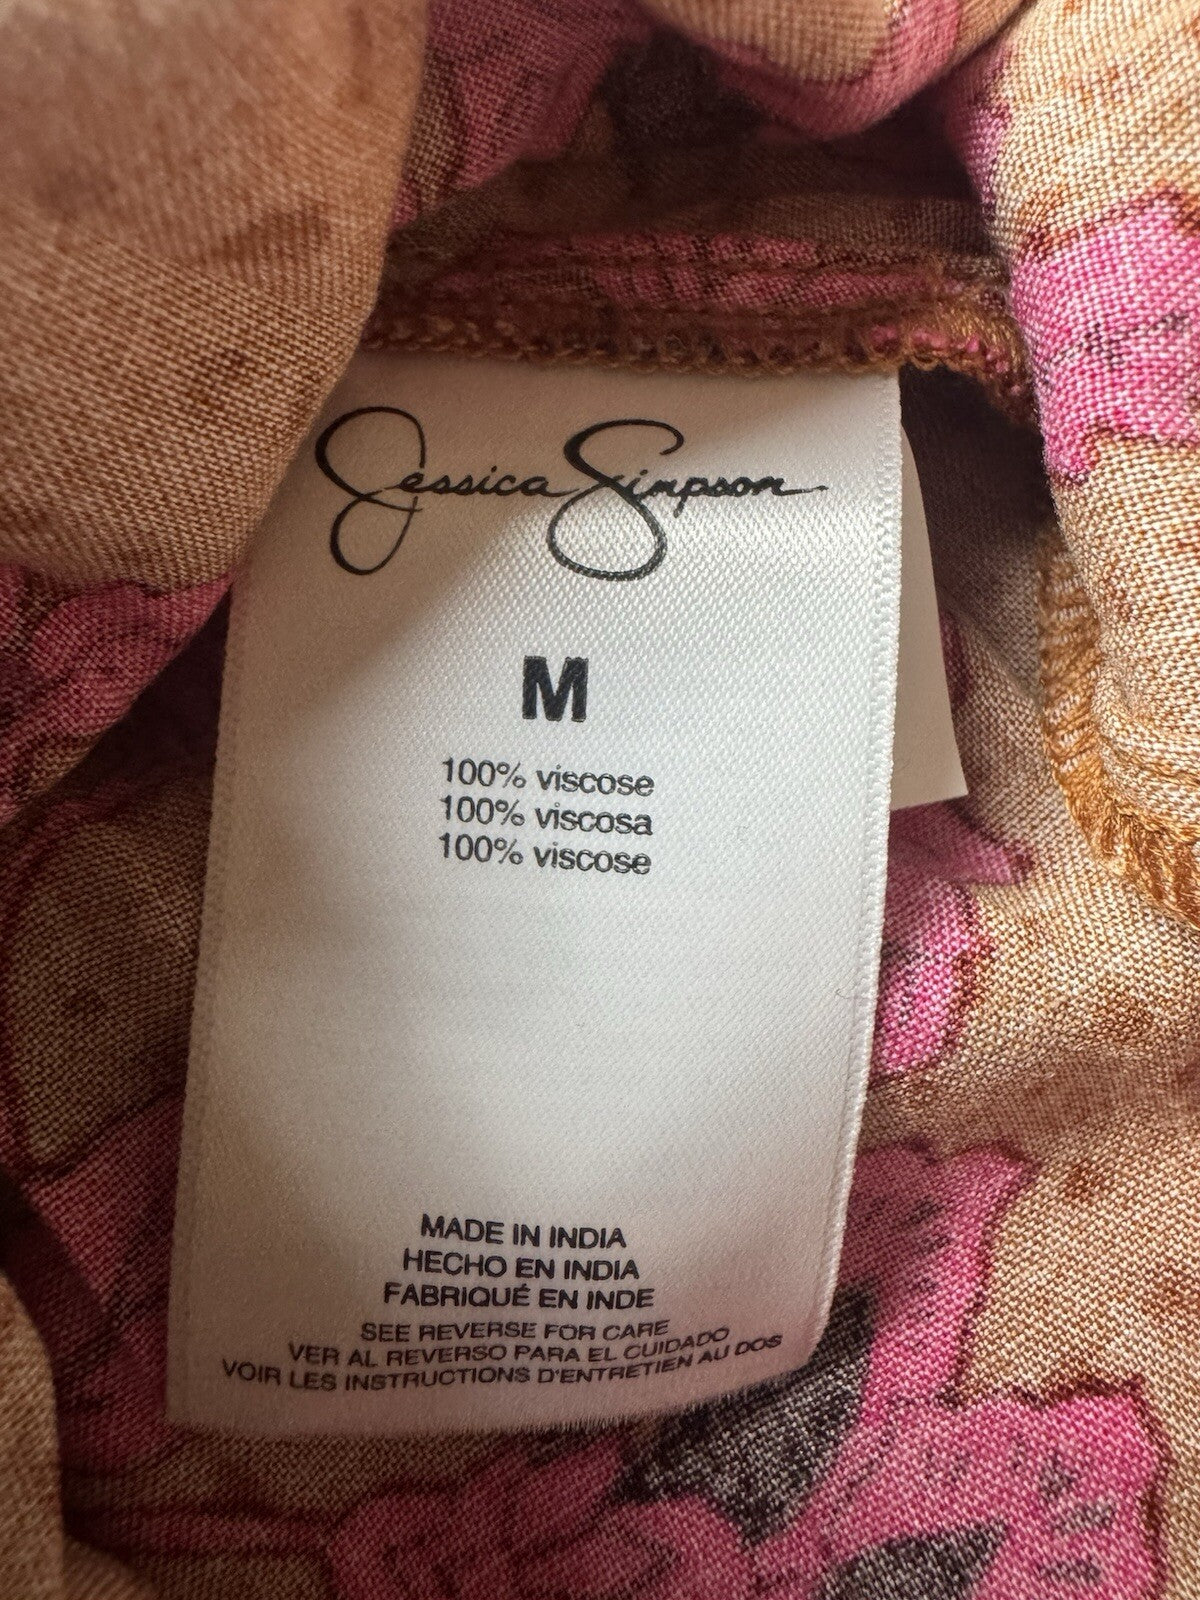 Jessica Simpson
M
100% viscose
100% viscosa
100% viscose
MADE IN INDIA
HECHO EN INDIA
FABRIQUÉ EN INDE
SEE REVERSE FOR CARE
VER AL REVERSO PARA EL CUIDADO
VOIR LES INSTRUCTIONS D'ENTRETIEN AU DOS